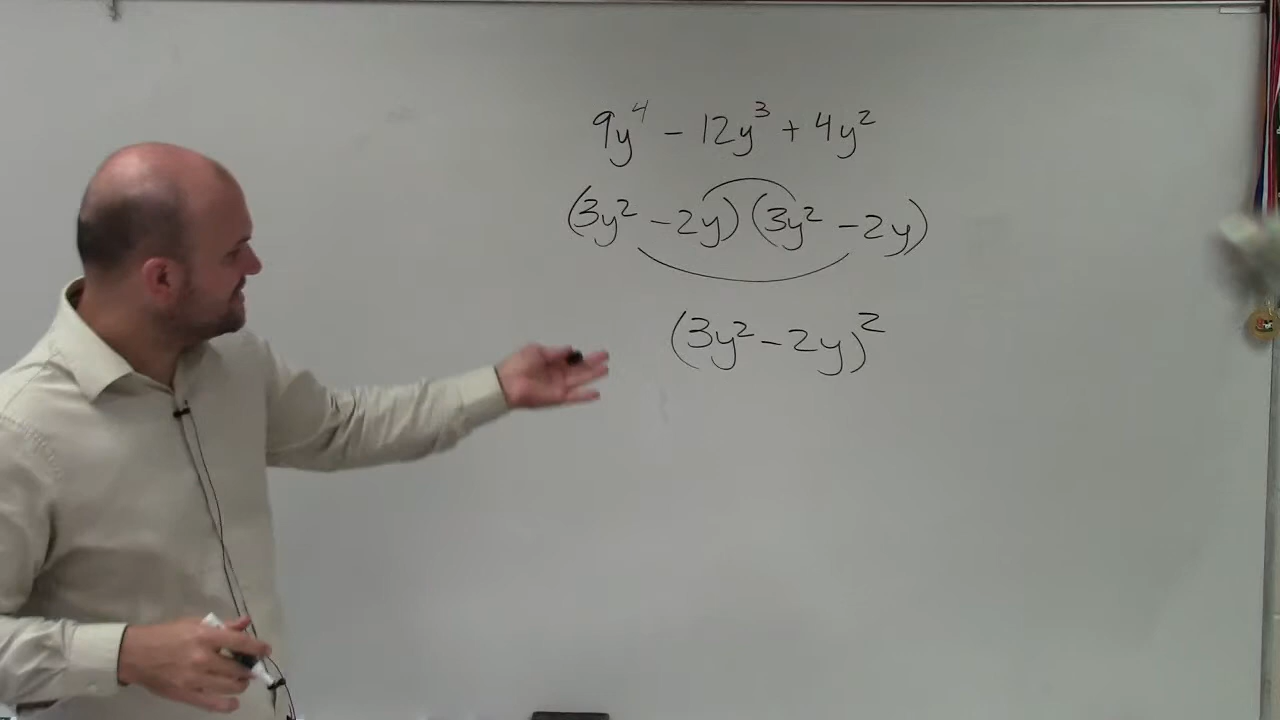 9y⁴ - 12y³ + 4y²
(3y² - 2y)(3y² - 2y)
(3y² - 2y)²